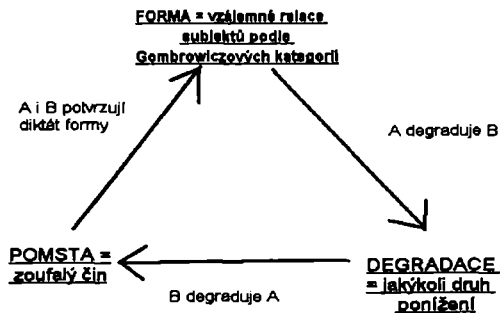 FORMA = vzájemné relace
subjektů podle
Gombrowiczových kategorií
A i B potvrzují
diktát formy
A degraduje B
POMSTA =
zoufalý čin
B degraduje A
DEGRADACE
= jakýkoli druh
ponížení